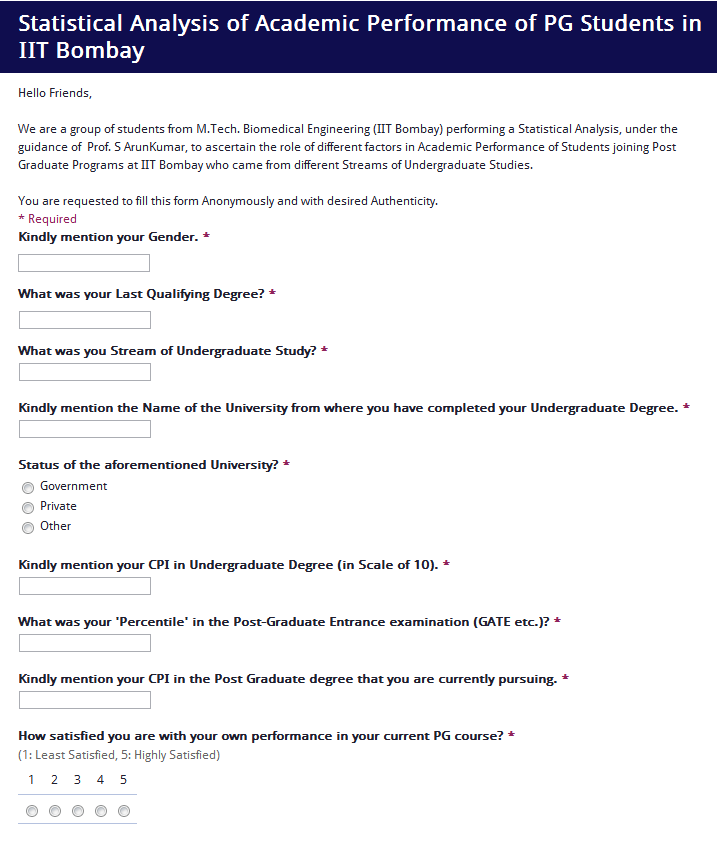 Statistical Analysis of Academic Performance of PG Students in
IIT Bombay
Hello Friends,
We are a group of students from M.Tech. Biomedical Engineering (IIT Bombay) performing a Statistical Analysis, under the
guidance of Prof. S ArunKumar, to ascertain the role of different factors in Academic Performance of Students joining Post
Graduate Programs at IIT Bombay who came from different Streams of Undergraduate Studies.
You are requested to fill this form Anonymously and with desired Authenticity.
* Required
Kindly mention your Gender. *
What was your Last Qualifying Degree? *
What was you Stream of Undergraduate Study? *
Kindly mention the Name of the University from where you have completed your Undergraduate Degree. *
Status of the aforementioned University? *
Government
Private
Other
Kindly mention your CPI in Undergraduate Degree (in Scale of 10). *
What was your 'Percentile' in the Post-Graduate Entrance examination (GATE etc.)? *
Kindly mention your CPI in the Post Graduate degree that you are currently pursuing. *
How satisfied you are with your own performance in your current PG course? *
(1: Least Satisfied, 5: Highly Satisfied)
1 2 3 4 5